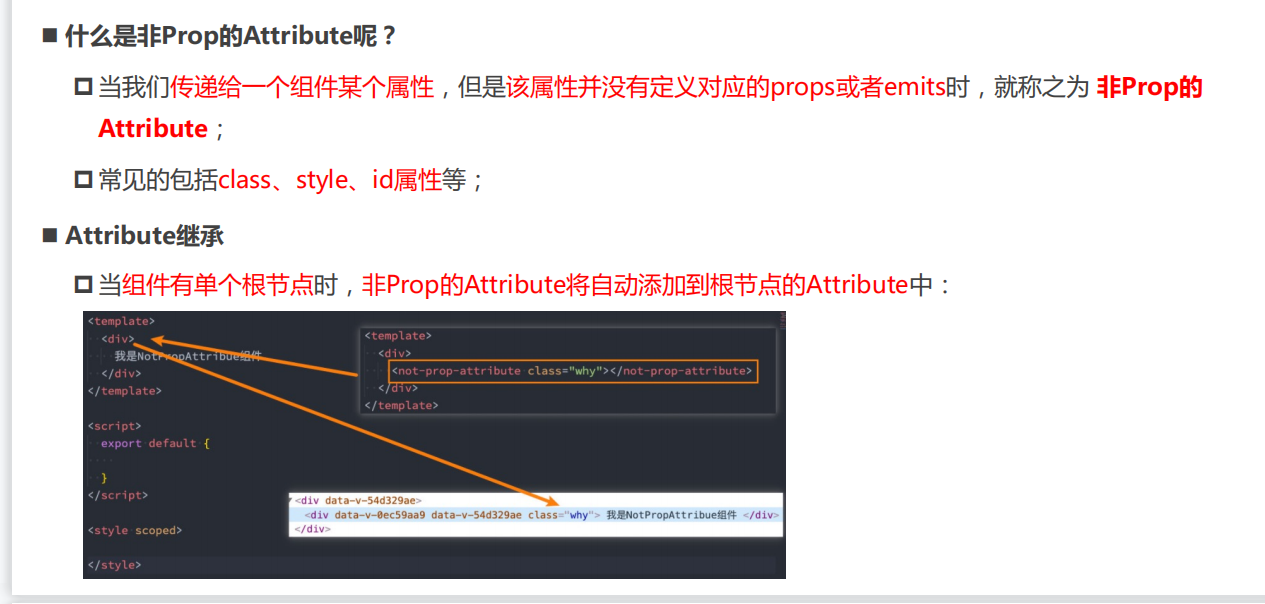 什么是非Prop的Attribute呢？
当我们传递给一个组件某个属性，但是该属性并没有定义对应的props或者emits时，就称之为 非Prop的
Attribute；
常见的包括class、style、id属性等；
Attribute继承
当组件有单个根节点时，非Prop的Attribute将自动添加到根节点的Attribute中：
<template>
<div>
我是NotPropAttribue组件
</div>
</template>
<script>
export default {
}
</script>
<style scoped>
</style>
<template>
<div>
<not-prop-attribute class="why"></not-prop-attribute>
</div>
</template>
<div data-v-54d329ae>
<div data-v-0ec59aa9 data-v-54d329ae class="why"> 我是NotPropAttribue组件 </div>
</div>